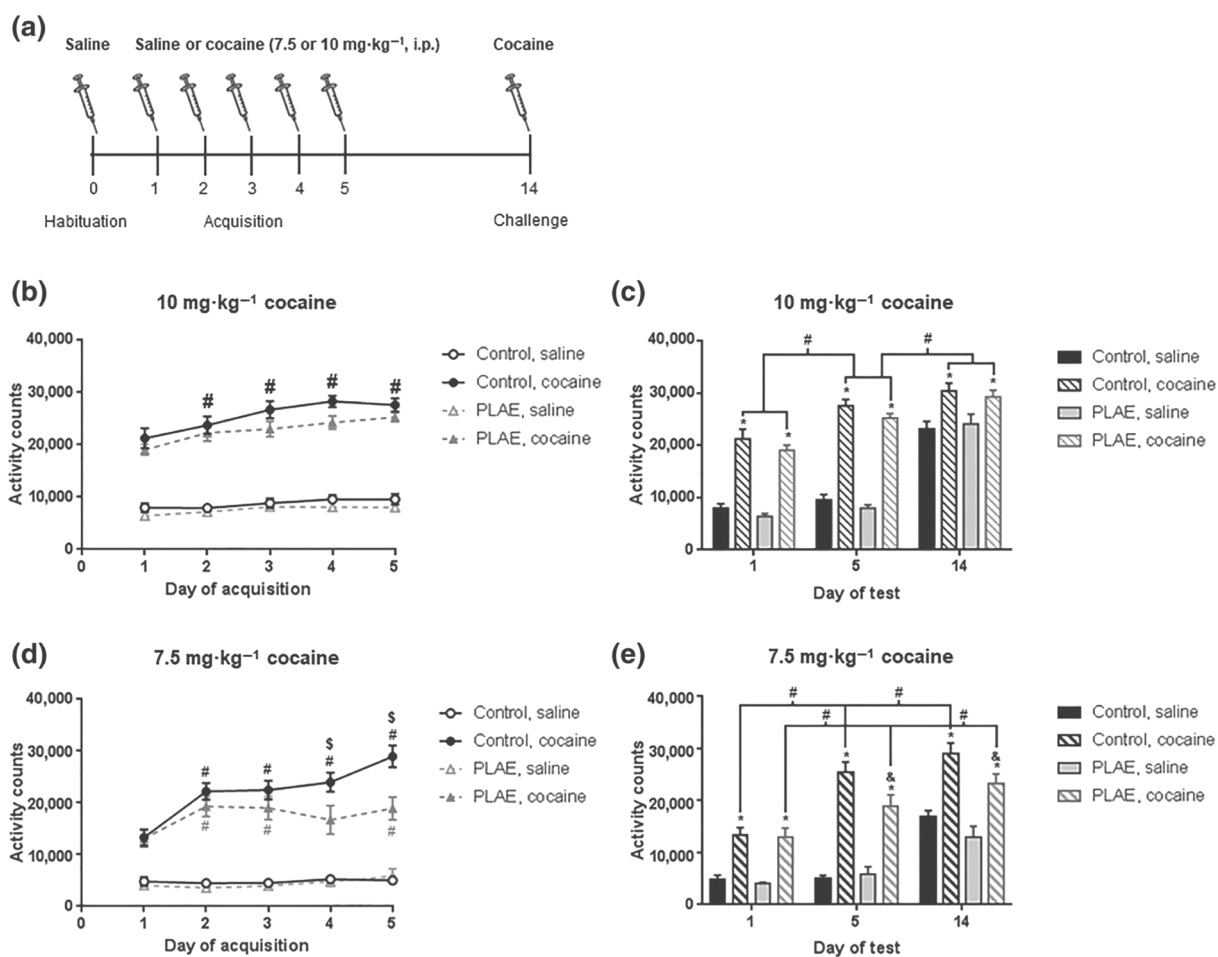 (a)
Saline
Saline or cocaine (7.5 or 10 mg·kg⁻¹, i.p.)
Cocaine
0 1 2 3 4 5 14
Habituation
Acquisition
Challenge
(b)
10 mg·kg⁻¹ cocaine
40,000
30,000
20,000
10,000
0
Activity counts
# # # #
0 1 2 3 4 5
Day of acquisition
Control, saline
Control, cocaine
PLAE, saline
PLAE, cocaine
(c)
10 mg·kg⁻¹ cocaine
40,000
30,000
20,000
10,000
0
Activity counts
# #
* * * * * *
1 5 14
Day of test
Control, saline
Control, cocaine
PLAE, saline
PLAE, cocaine
(d)
7.5 mg·kg⁻¹ cocaine
40,000
30,000
20,000
10,000
0
Activity counts
$ $
# # # #
# # #
0 1 2 3 4 5
Day of acquisition
Control, saline
Control, cocaine
PLAE, saline
PLAE, cocaine
(e)
7.5 mg·kg⁻¹ cocaine
40,000
30,000
20,000
10,000
0
Activity counts
# #
# #
& &
* * * * * *
1 5 14
Day of test
Control, saline
Control, cocaine
PLAE, saline
PLAE, cocaine